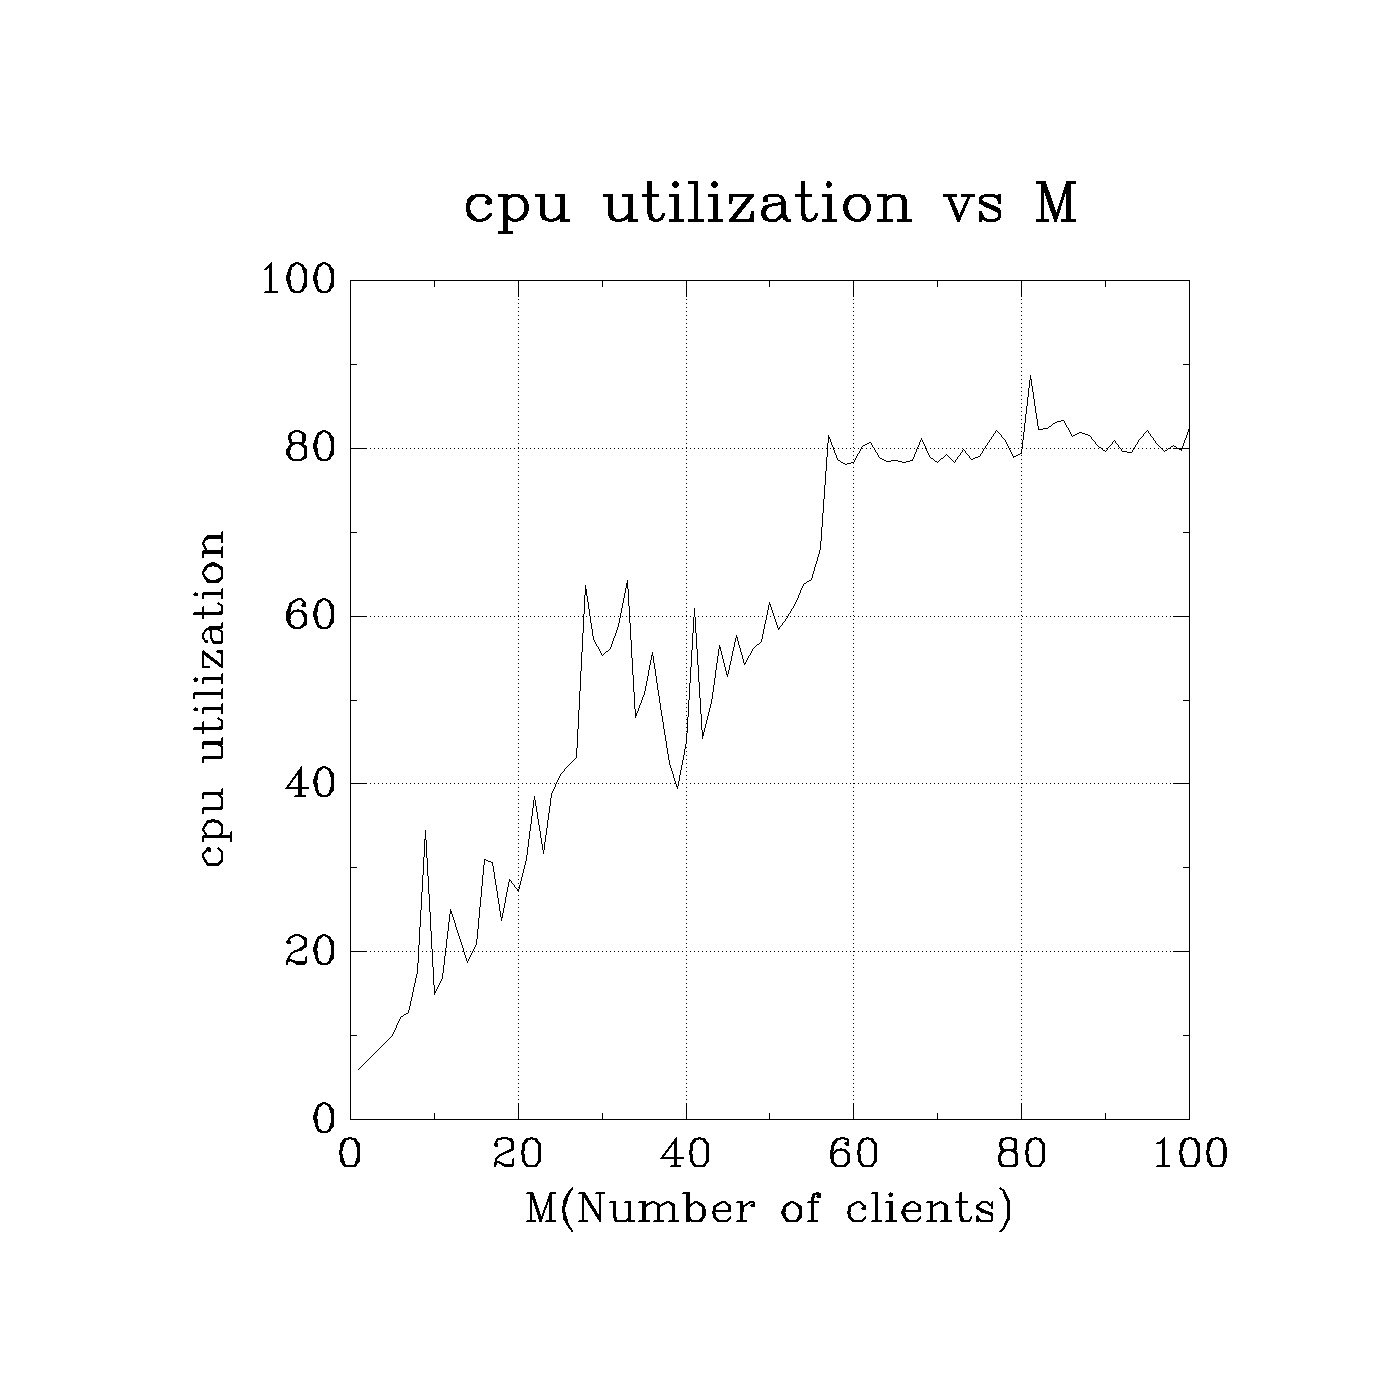 cpu utilization vs M
100
80
60
40
20
0
cpu utilization
0 20 40 60 80 100
M(Number of clients)